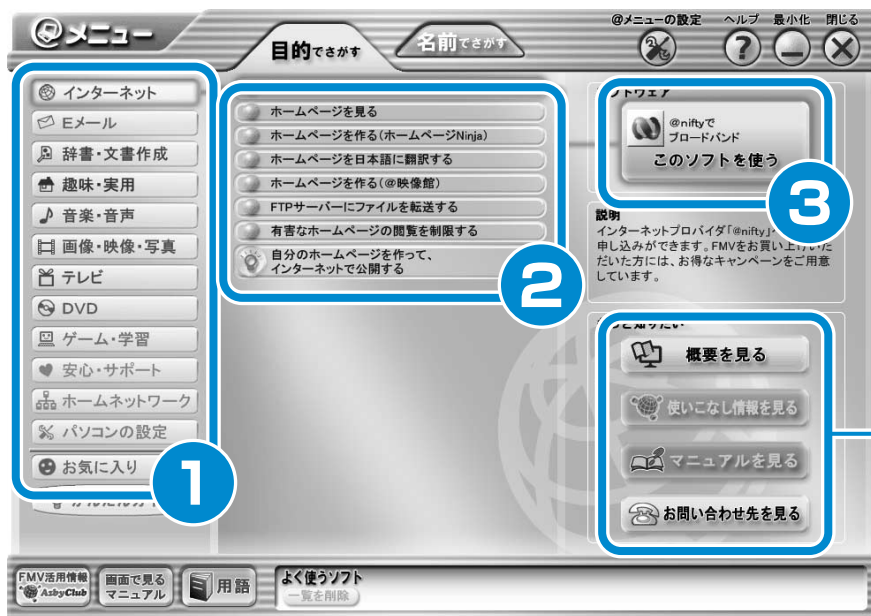 @メニュー
目的でさがす
名前でさがす
@メニューの設定
ヘルプ
最小化
閉じる
インターネット
Eメール
辞書・文書作成
趣味・実用
音楽・音声
画像・映像・写真
テレビ
DVD
ゲーム・学習
安心・サポート
ホームネットワーク
パソコンの設定
お気に入り
1
ホームページを見る
ホームページを作る(ホームページNinja)
ホームページを日本語に翻訳する
ホームページを作る(@映像館)
FTPサーバーにファイルを転送する
有害なホームページの閲覧を制限する
自分のホームページを作って、
インターネットで公開する
2
ソフトウェア
@niftyで
ブロードバンド
このソフトを使う
3
説明
インターネットプロバイダ「@nifty」
申し込みができます。FMVをお買い上げいた
だいた方には、お得なキャンペーンをご用意
しています。
もっと知りたい
概要を見る
使いこなし情報を見る
マニュアルを見る
お問い合わせ先を見る
FMV活用情報
AzbyClub
画面で見る
マニュアル
用語
よく使うソフト
一覧を削除